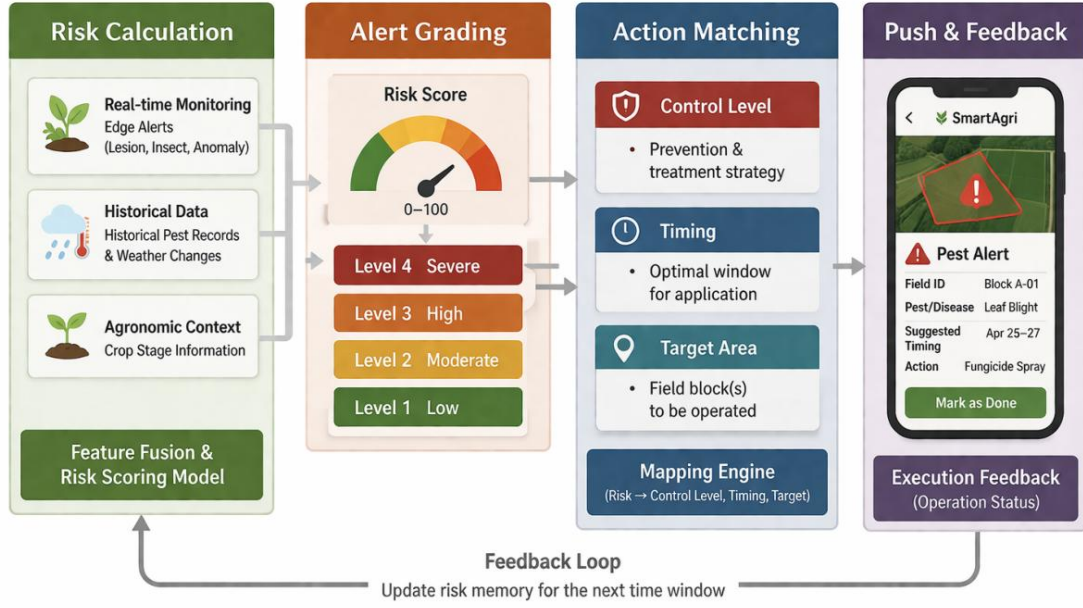 Risk Calculation
Real-time Monitoring
Edge Alerts
(Lesion, Insect, Anomaly)
Historical Data
Historical Pest Records
& Weather Changes
Agronomic Context
Crop Stage Information
Feature Fusion &
Risk Scoring Model
Alert Grading
Risk Score
0–100
Level 4 Severe
Level 3 High
Level 2 Moderate
Level 1 Low
Action Matching
Control Level
• Prevention &
treatment strategy
Timing
• Optimal window
for application
Target Area
• Field block(s)
to be operated
Mapping Engine
(Risk → Control Level, Timing, Target)
Push & Feedback
SmartAgri
Pest Alert
Field ID Block A-01
Pest/Disease Leaf Blight
Suggested
Timing Apr 25–27
Action Fungicide Spray
Mark as Done
Execution Feedback
(Operation Status)
Feedback Loop
Update risk memory for the next time window